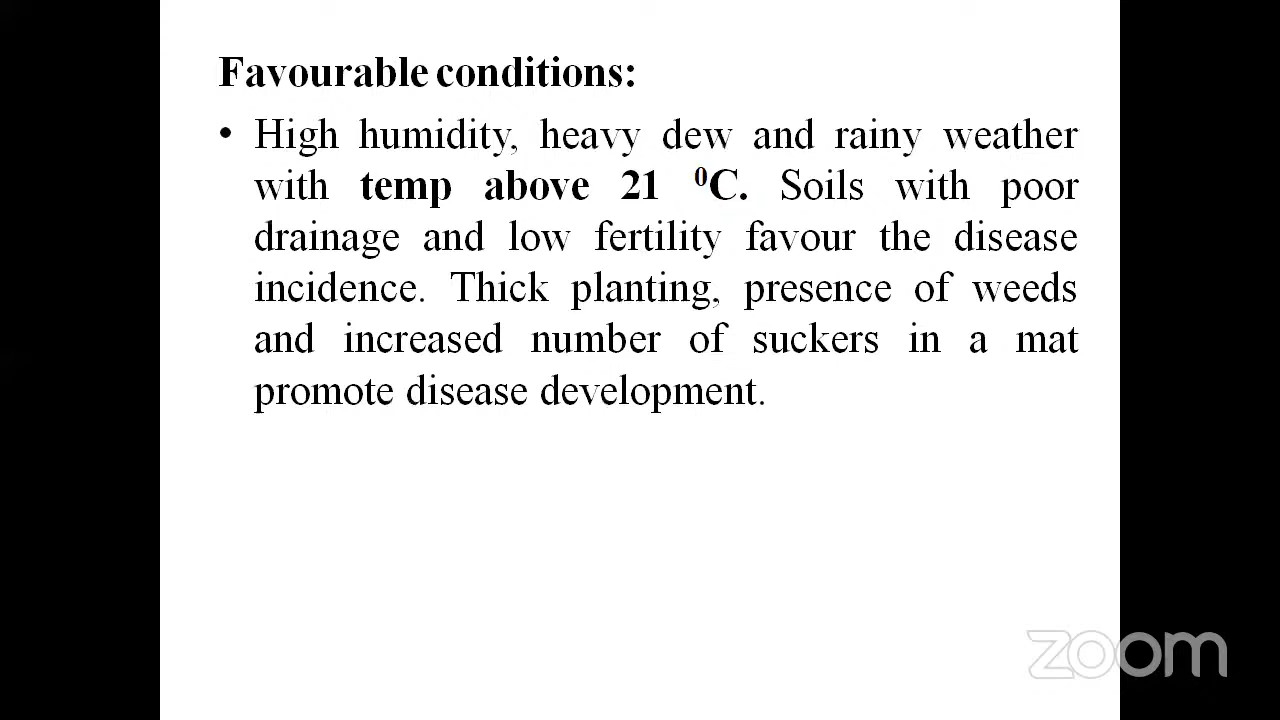 Favourable conditions:
• High humidity, heavy dew and rainy weather
with temp above 21 ⁰C. Soils with poor
drainage and low fertility favour the disease
incidence. Thick planting, presence of weeds
and increased number of suckers in a mat
promote disease development.
zoom